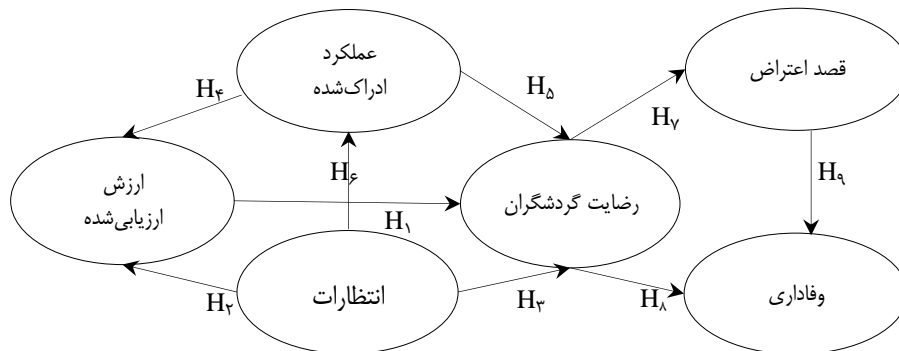 عملکرد
ادراک‌شده
قصد اعتراض
H۴
H۵
H۷
ارزش
ارزیابی‌شده
H۶
رضایت گردشگران
H۹
H۱
انتظارات
وفاداری
H۲
H۳
H۸